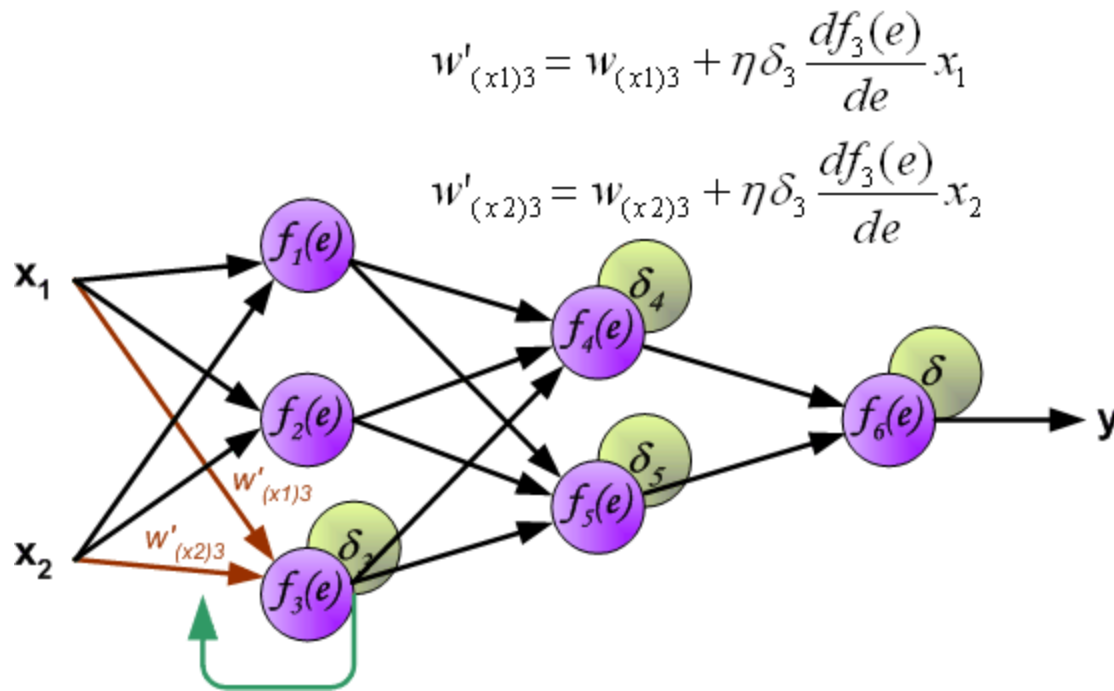 w'(x1)3 = w(x1)3 + ηδ3 df3(e)/de x1
w'(x2)3 = w(x2)3 + ηδ3 df3(e)/de x2
f1(e)
x1
δ4
f4(e)
δ
f2(e)
f6(e)
y
δ5
w'(x1)3
f5(e)
w'(x2)3
x2
δ3
f3(e)